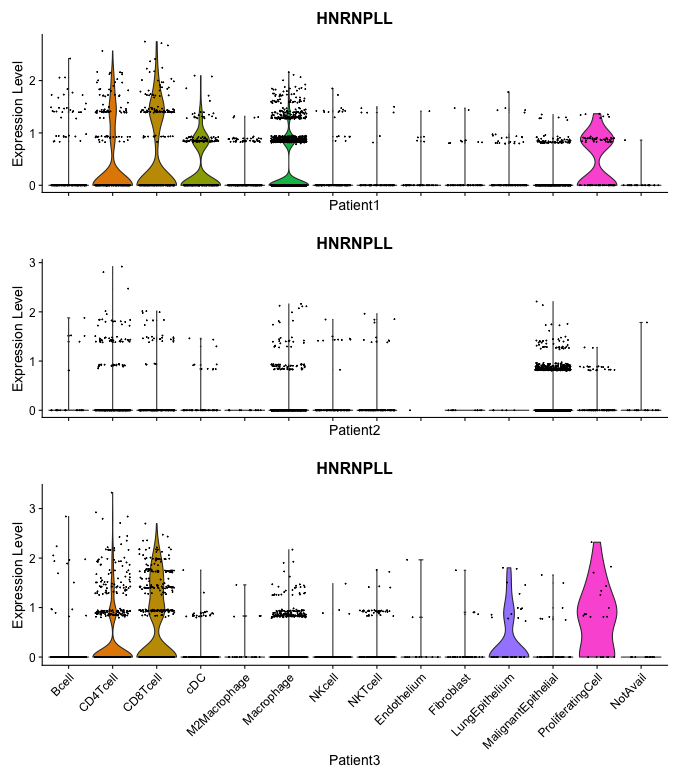 HNRNPLL
Expression Level
2
1
0
Patient1
HNRNPLL
Expression Level
3
2
1
0
Patient2
HNRNPLL
Expression Level
3
2
1
0
Bcell
CD4Tcell
CD8Tcell
cDC
M2Macrophage
Macrophage
NKcell
NKTcell
Endothelium
Fibroblast
LungEpithelium
MalignantEpithelial
ProliferatingCell
NotAvail
Patient3